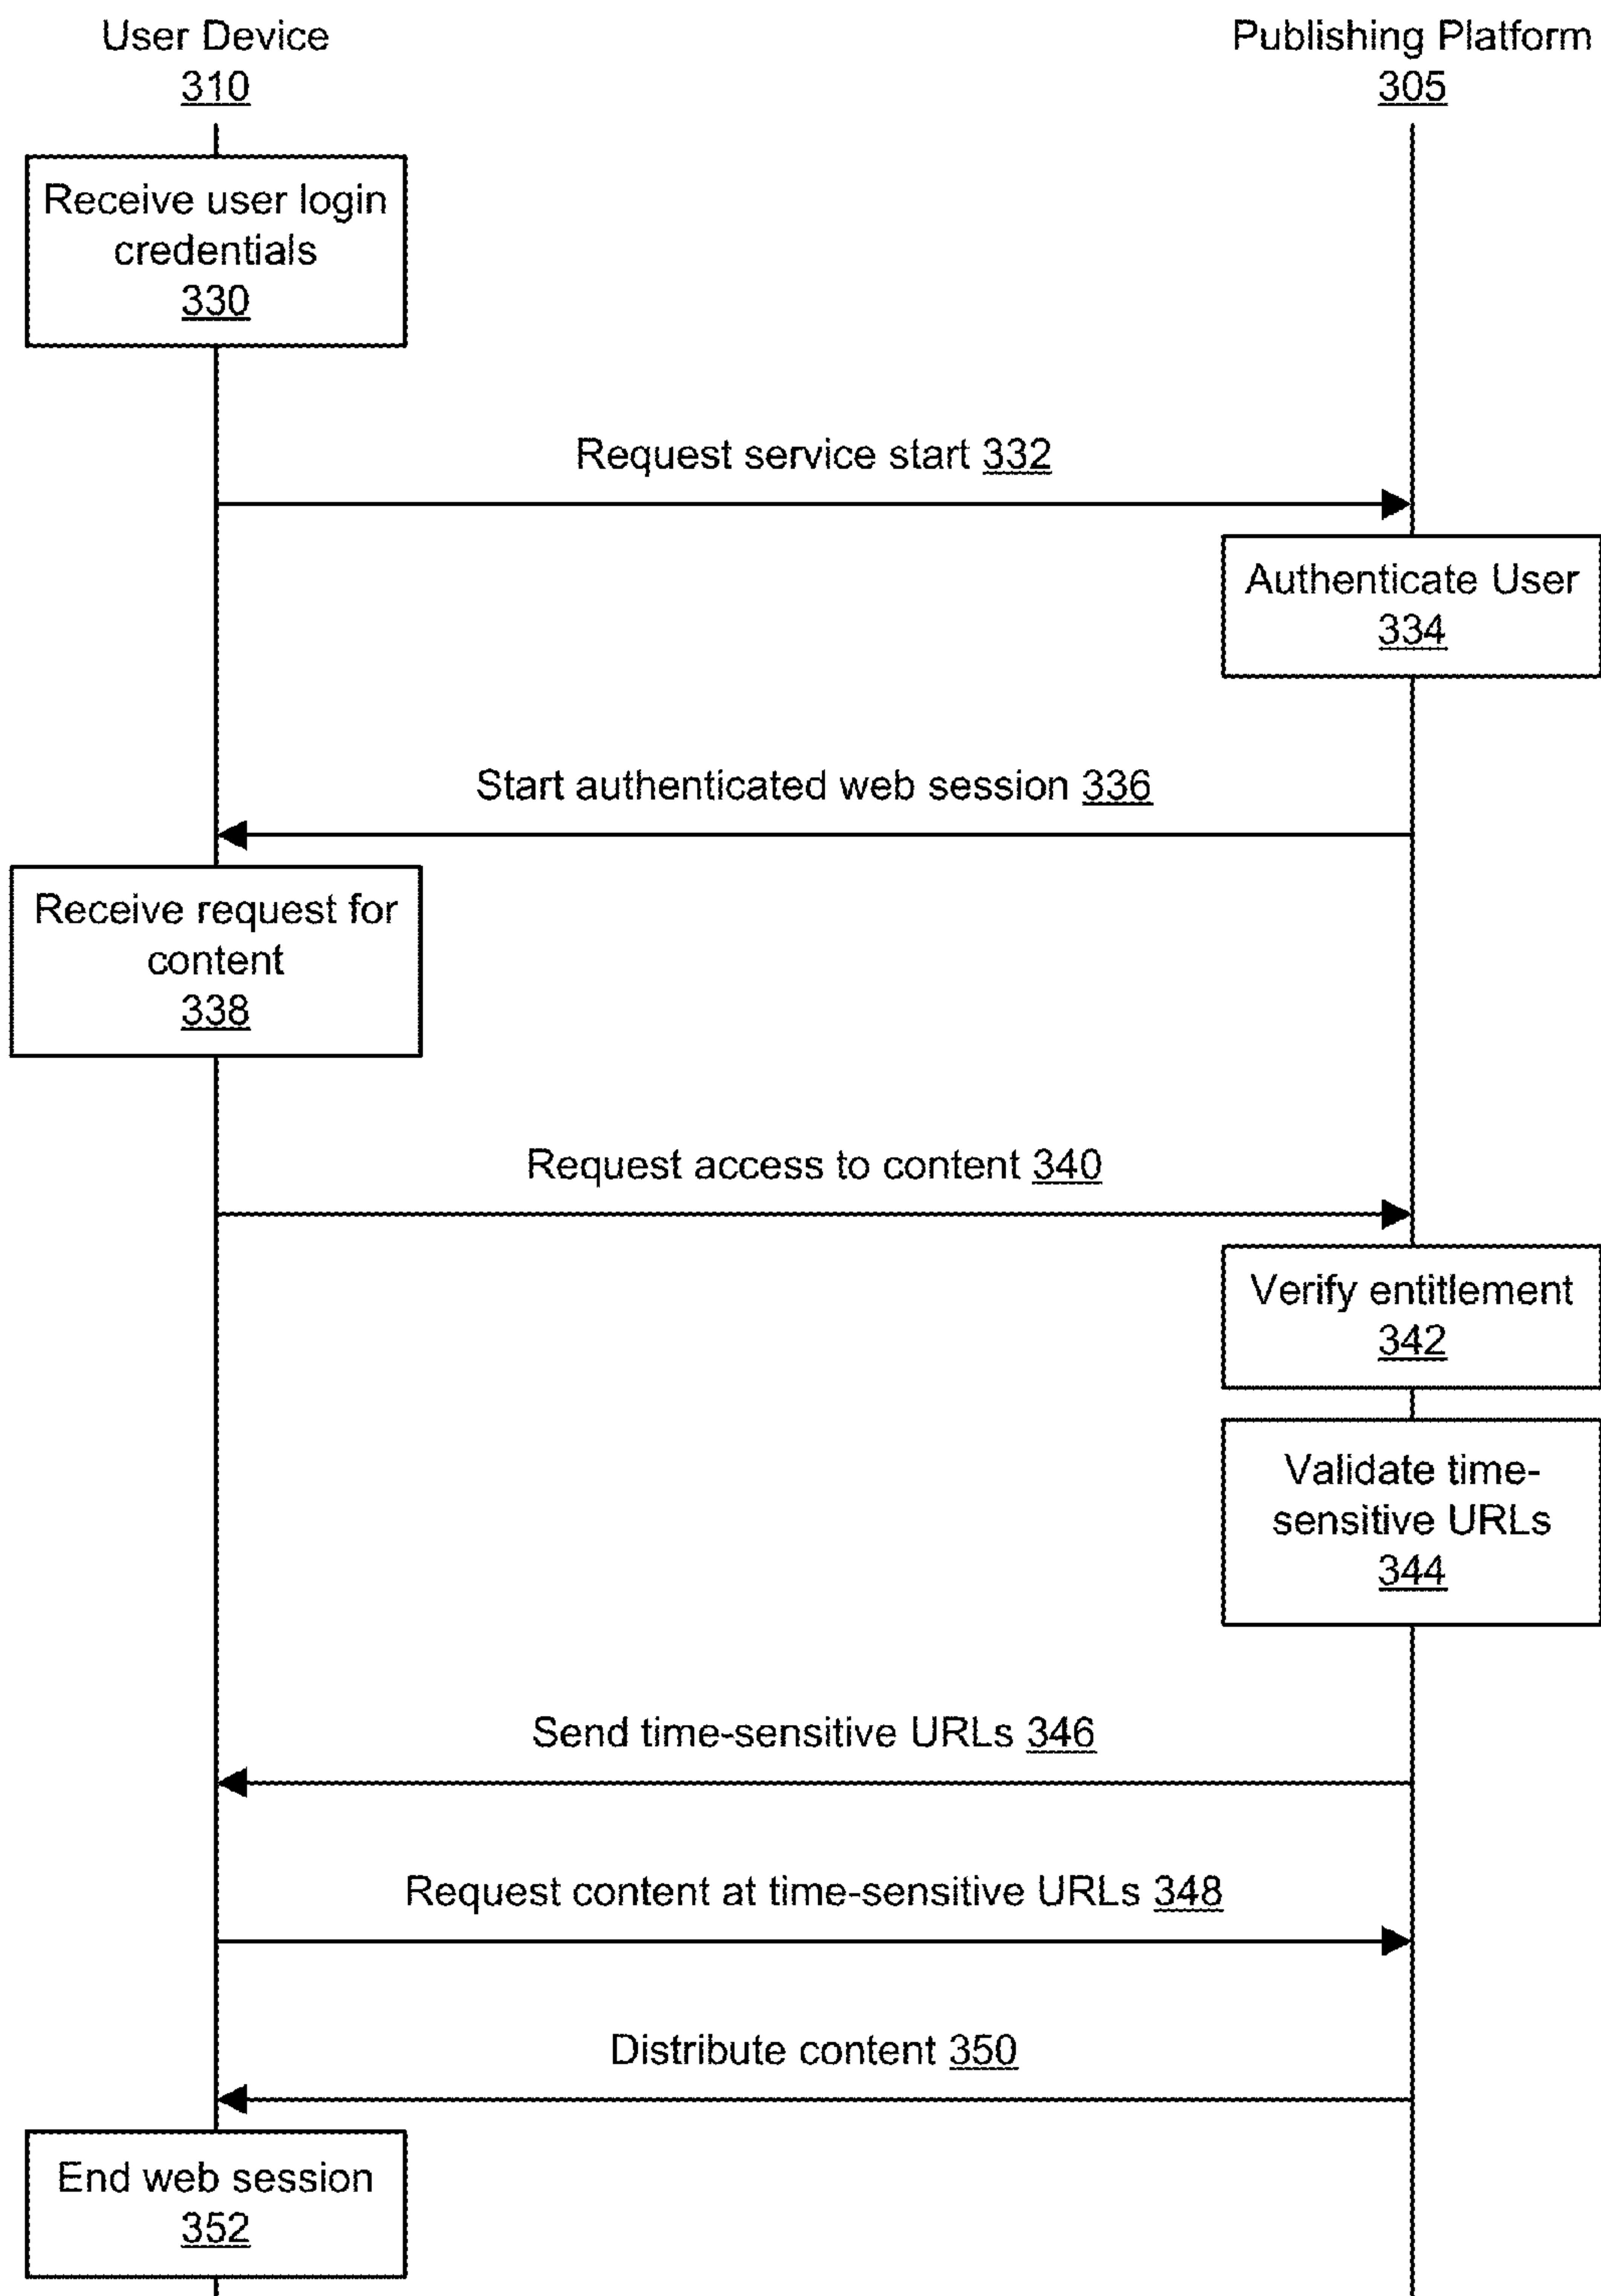 User Device
310
Publishing Platform
305
Receive user login
credentials
330
Request service start 332
Authenticate User
334
Start authenticated web session 336
Receive request for
content
338
Request access to content 340
Verify entitlement
342
Validate time-
sensitive URLs
344
Send time-sensitive URLs 346
Request content at time-sensitive URLs 348
Distribute content 350
End web session
352